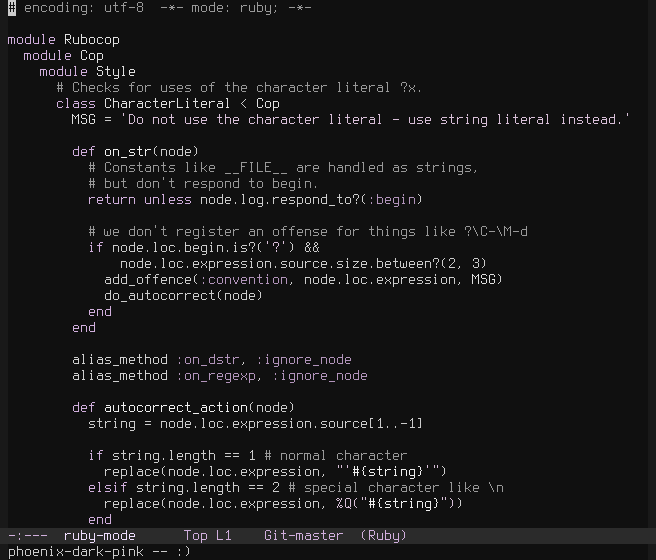 # encoding: utf-8  -*- mode: ruby; -*-

module Rubocop
  module Cop
    module Style
      # Checks for uses of the character literal ?x.
      class CharacterLiteral < Cop
        MSG = 'Do not use the character literal - use string literal instead.'

        def on_str(node)
          # Constants like __FILE__ are handled as strings,
          # but don't respond to begin.
          return unless node.log.respond_to?(:begin)

          # we don't register an offense for things like ?\C-\M-d
          if node.loc.begin.is?('?') &&
              node.loc.expression.source.size.between?(2, 3)
            add_offence(:convention, node.loc.expression, MSG)
            do_autocorrect(node)
          end
        end

        alias_method :on_dstr, :ignore_node
        alias_method :on_regexp, :ignore_node

        def autocorrect_action(node)
          string = node.loc.expression.source[1..-1]

          if string.length == 1 # normal character
            replace(node.loc.expression, "'#{string}'")
          elsif string.length == 2 # special character like \n
            replace(node.loc.expression, %Q("#{string}"))
          end
-:---  ruby-mode      Top L1    Git-master  (Ruby)
phoenix-dark-pink -- :)